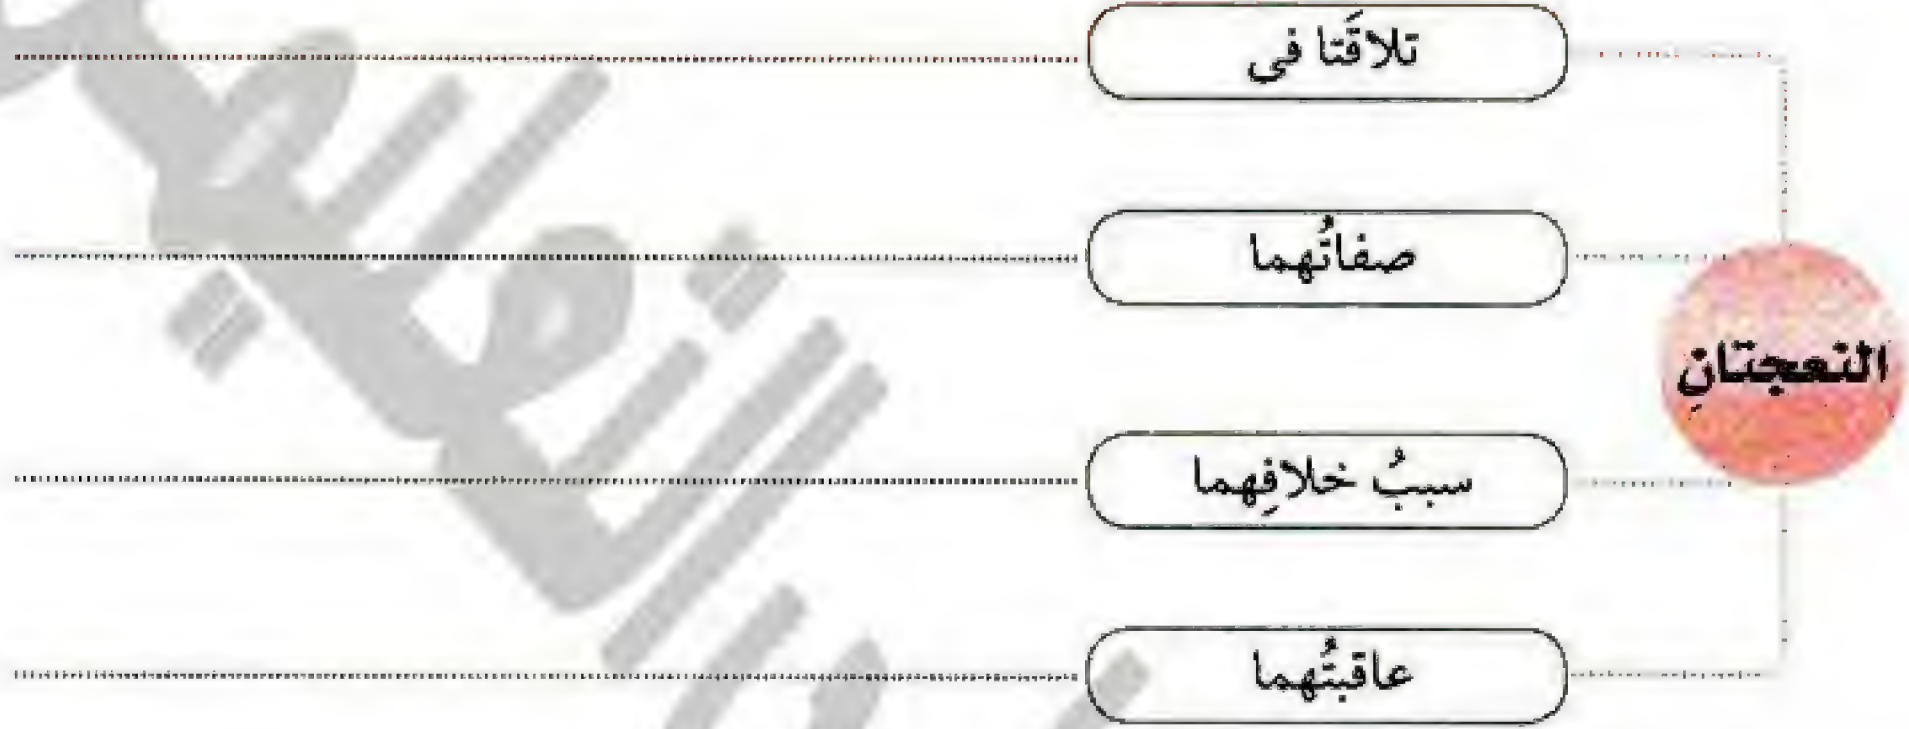 تلاقَتا في
صفاتُهما
النعجتانِ
سببُ خلافِهما
عاقبتُهما